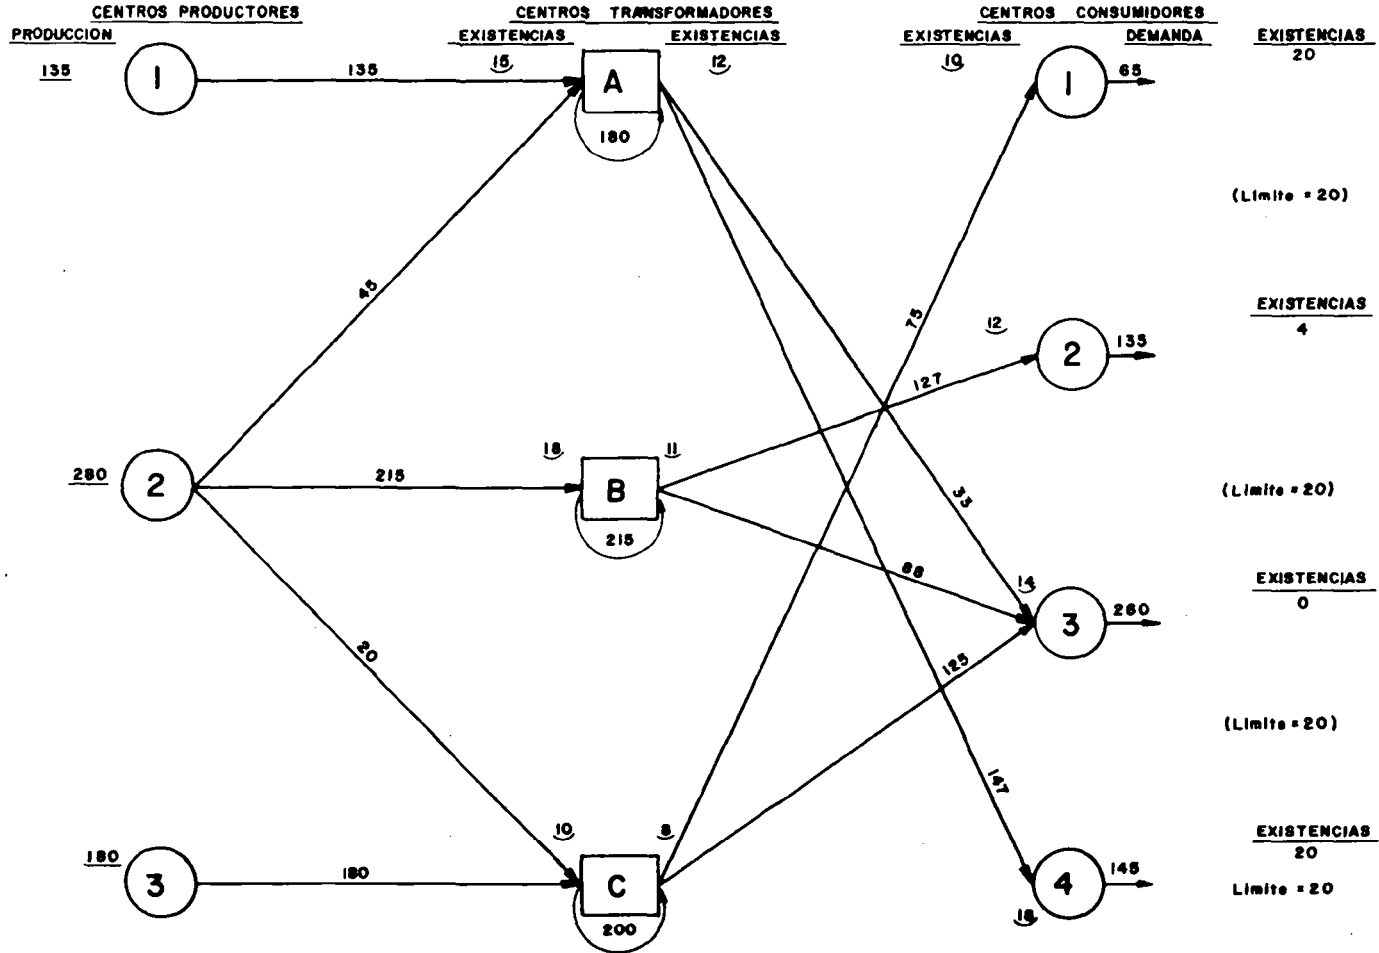 CENTROS PRODUCTORES
CENTROS TRANSFORMADORES
CENTROS CONSUMIDORES
PRODUCCION
EXISTENCIAS
EXISTENCIAS
EXISTENCIAS
DEMANDA
EXISTENCIAS
20
135
1
135
15
A
12
10
1
65
180
(Limite = 20)
45
75
EXISTENCIAS
4
12
2
135
127
280
2
215
18
B
11
33
(Limite = 20)
215
88
14
EXISTENCIAS
0
3
260
20
125
(Limite = 20)
147
10
8
EXISTENCIAS
20
180
3
180
C
4
145
Limite = 20
200
18